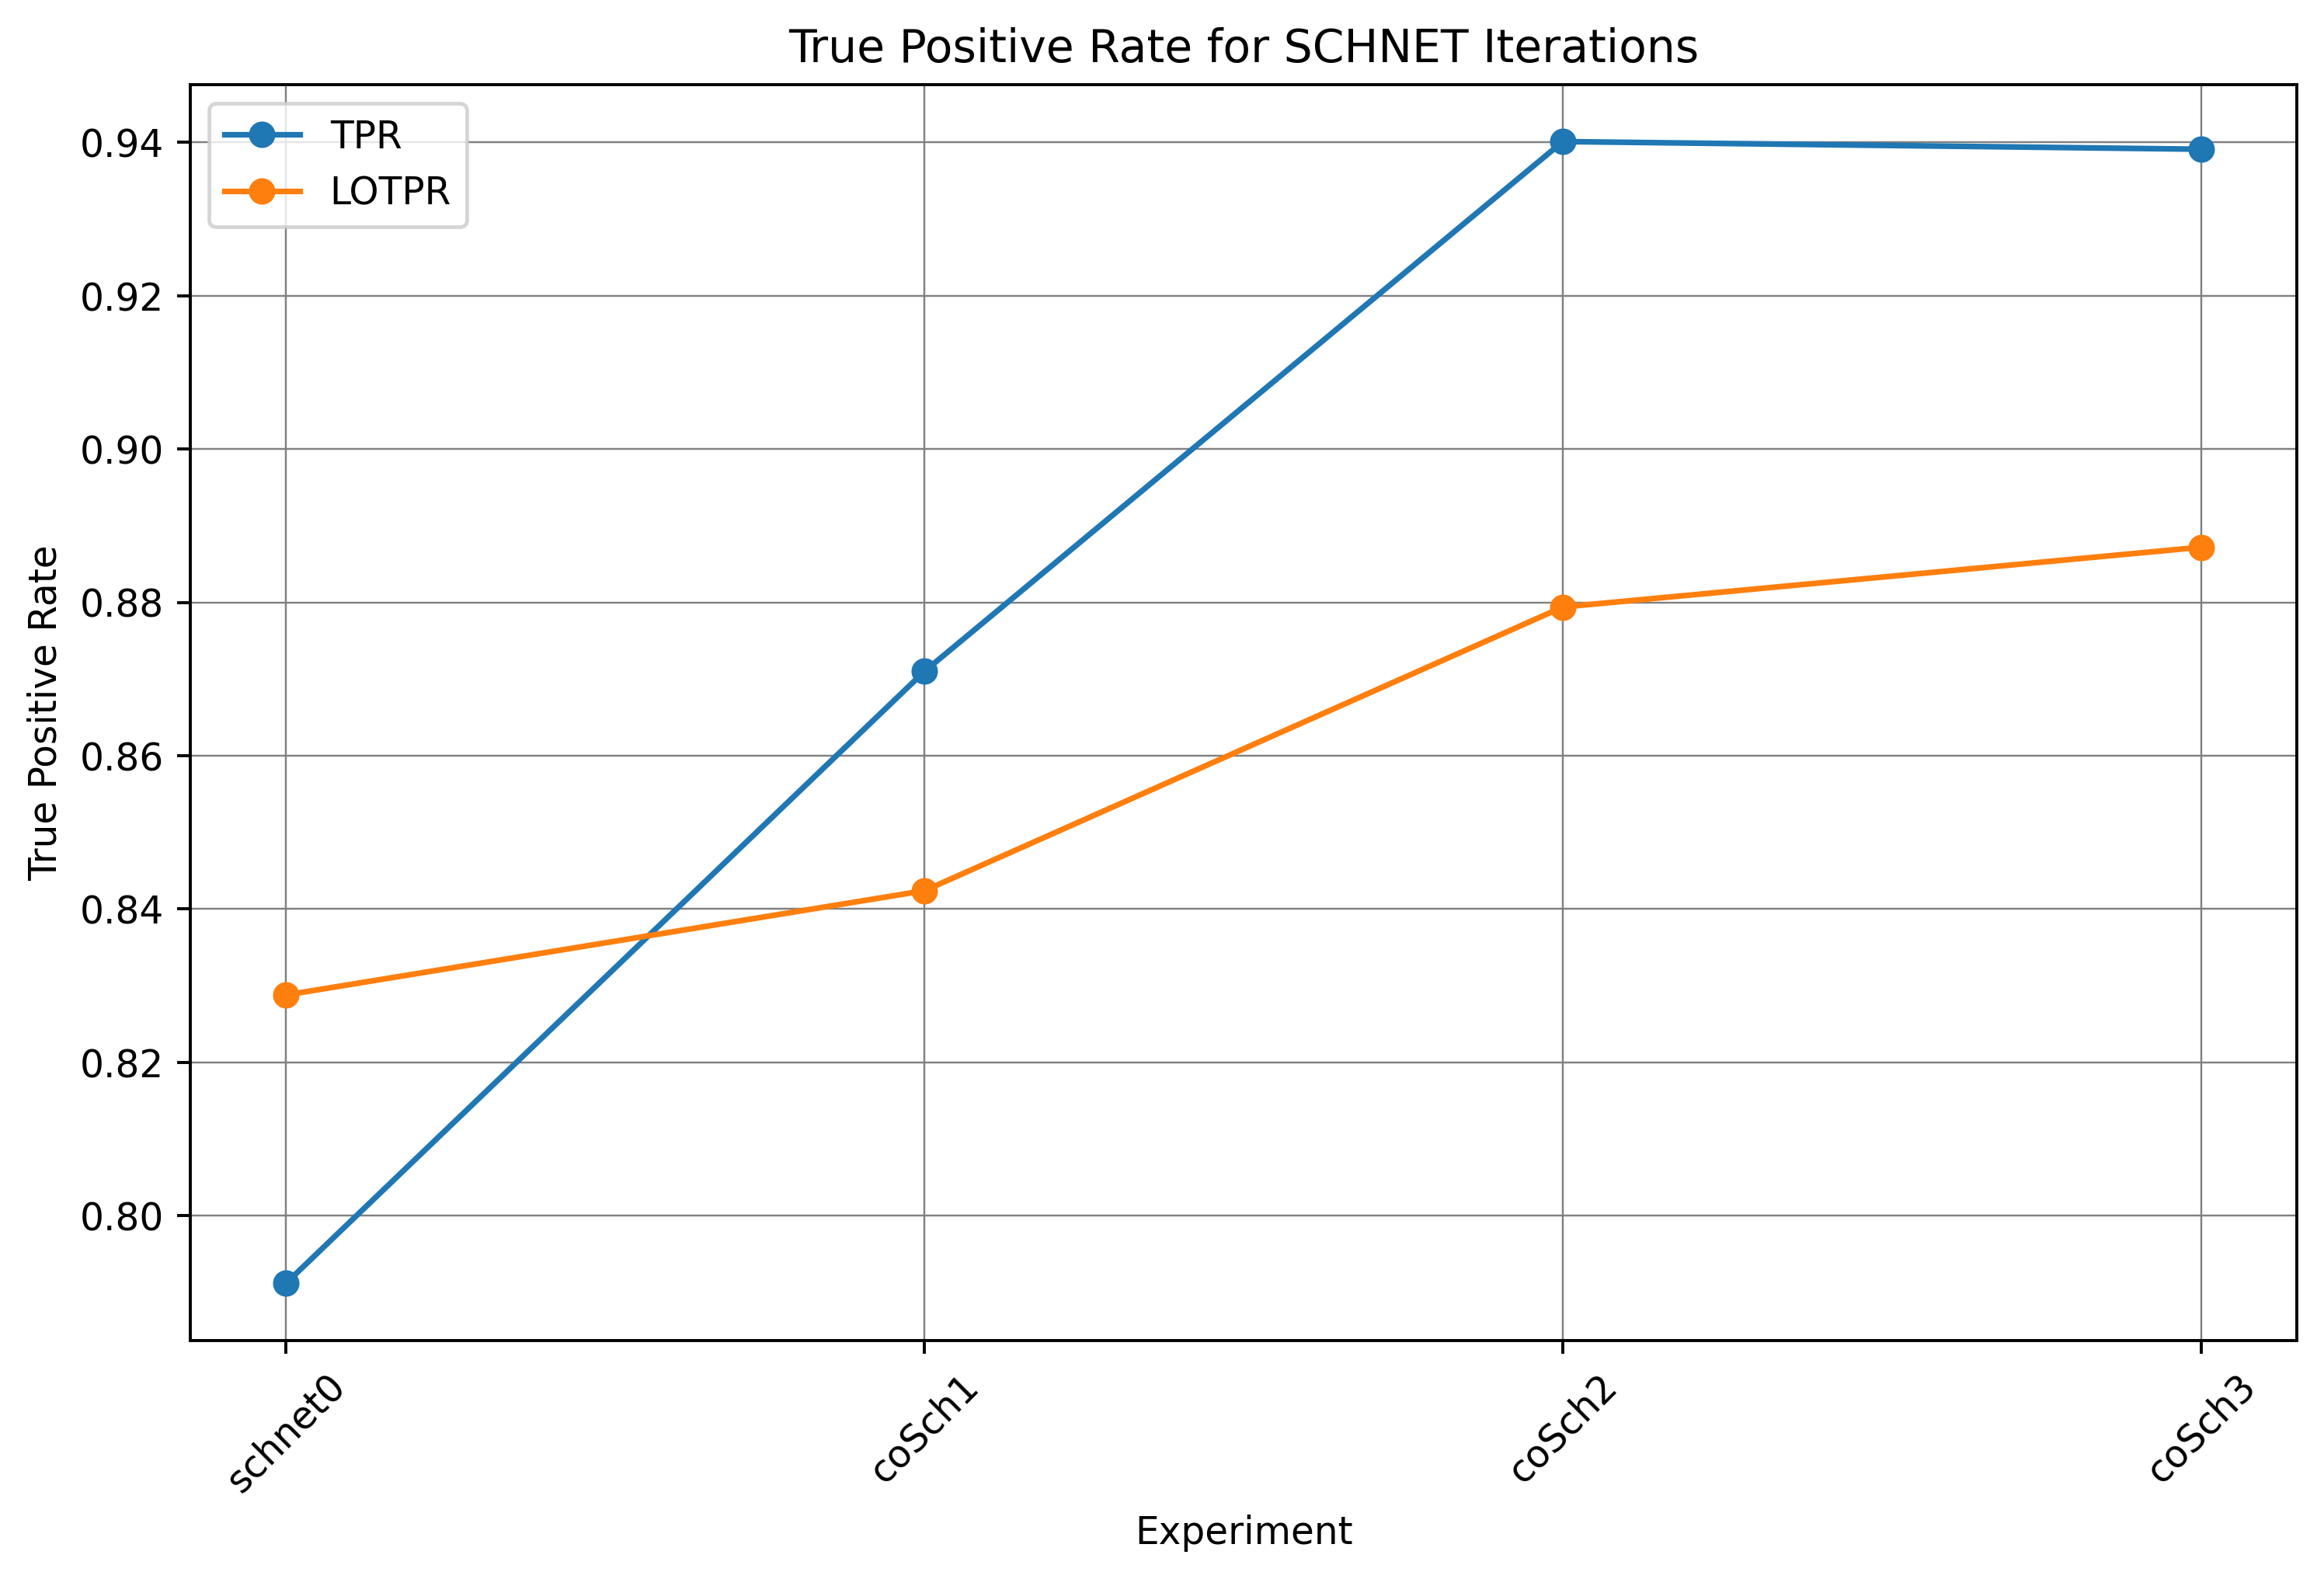 True Positive Rate for SCHNET Iterations
TPR
LOTPR
0.94
0.92
0.90
0.88
0.86
0.84
0.82
0.80
True Positive Rate
schnet0
coSch1
coSch2
coSch3
Experiment